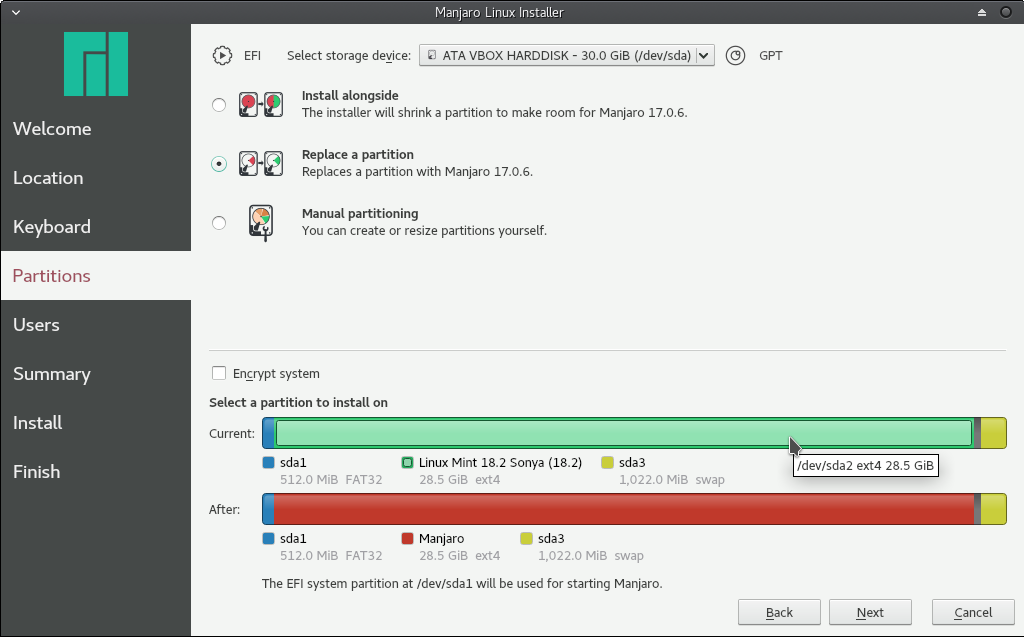 Manjaro Linux Installer
Welcome
Location
Keyboard
Partitions
Users
Summary
Install
Finish
EFI Select storage device: ATA VBOX HARDDISK - 30.0 GiB (/dev/sda) GPT
Install alongside
The installer will shrink a partition to make room for Manjaro 17.0.6.
Replace a partition
Replaces a partition with Manjaro 17.0.6.
Manual partitioning
You can create or resize partitions yourself.
Encrypt system
Select a partition to install on
Current:
sda1 Linux Mint 18.2 Sonya (18.2) sda3
512.0 MiB FAT32 28.5 GiB ext4 1,022.0 MiB swap
/dev/sda2 ext4 28.5 GiB
After:
sda1 Manjaro sda3
512.0 MiB FAT32 28.5 GiB ext4 1,022.0 MiB swap
The EFI system partition at /dev/sda1 will be used for starting Manjaro.
Back Next Cancel